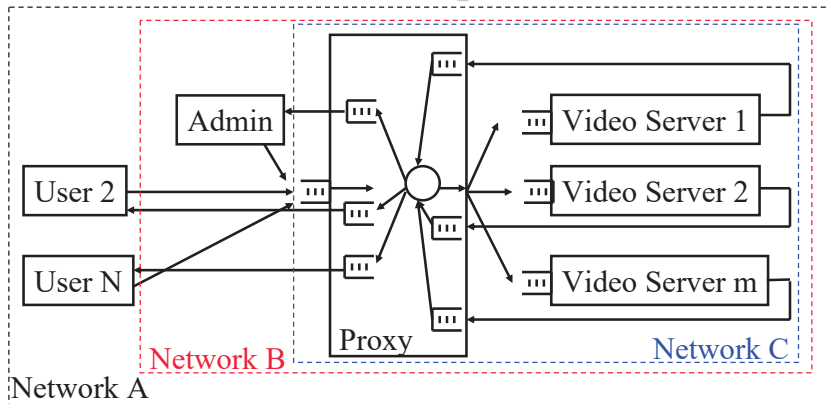 Admin
User 2
User N
Video Server 1
Video Server 2
Video Server m
Proxy
Network B
Network C
Network A